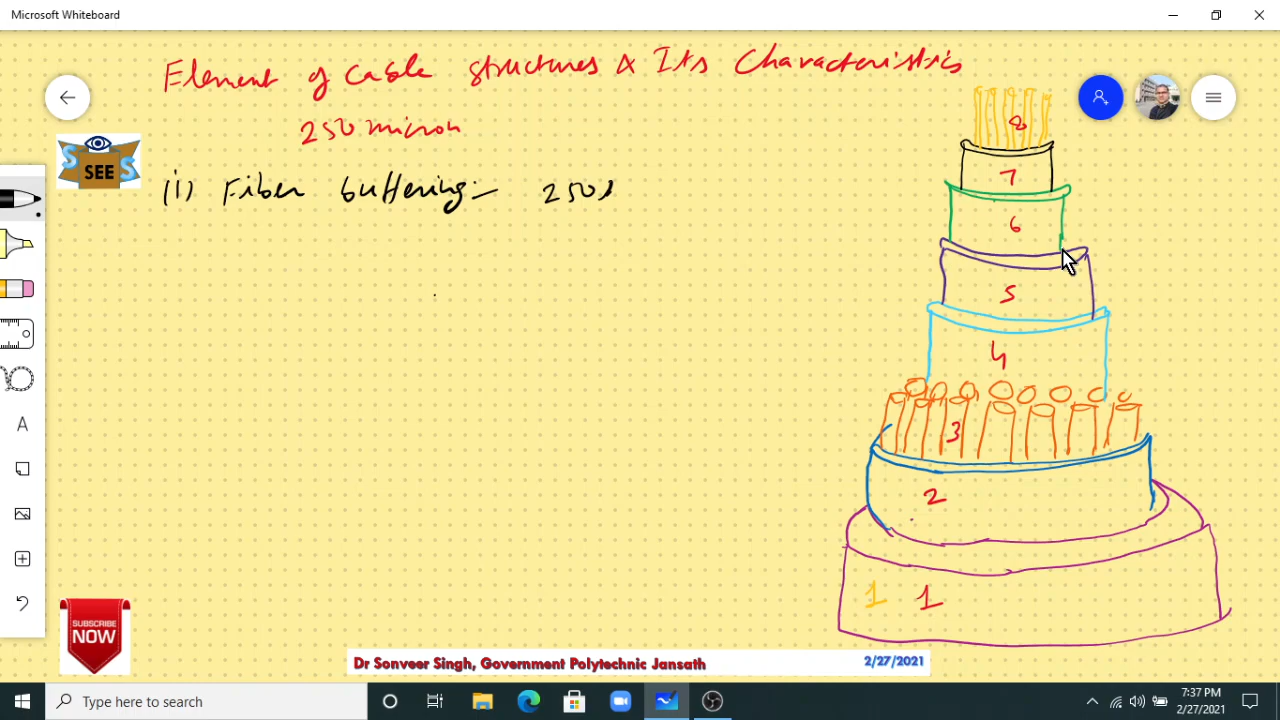 Microsoft Whiteboard
Element of Cable structures & Its Characteristics
250 micron
S SEE S
(ii) Fiber buffering:- 250
8
7
6
5
4
3
2
1 1
A
SUBSCRIBE
NOW
Dr Sonveer Singh, Government Polytechnic Jansath
2/27/2021
Type here to search
7:37 PM
2/27/2021